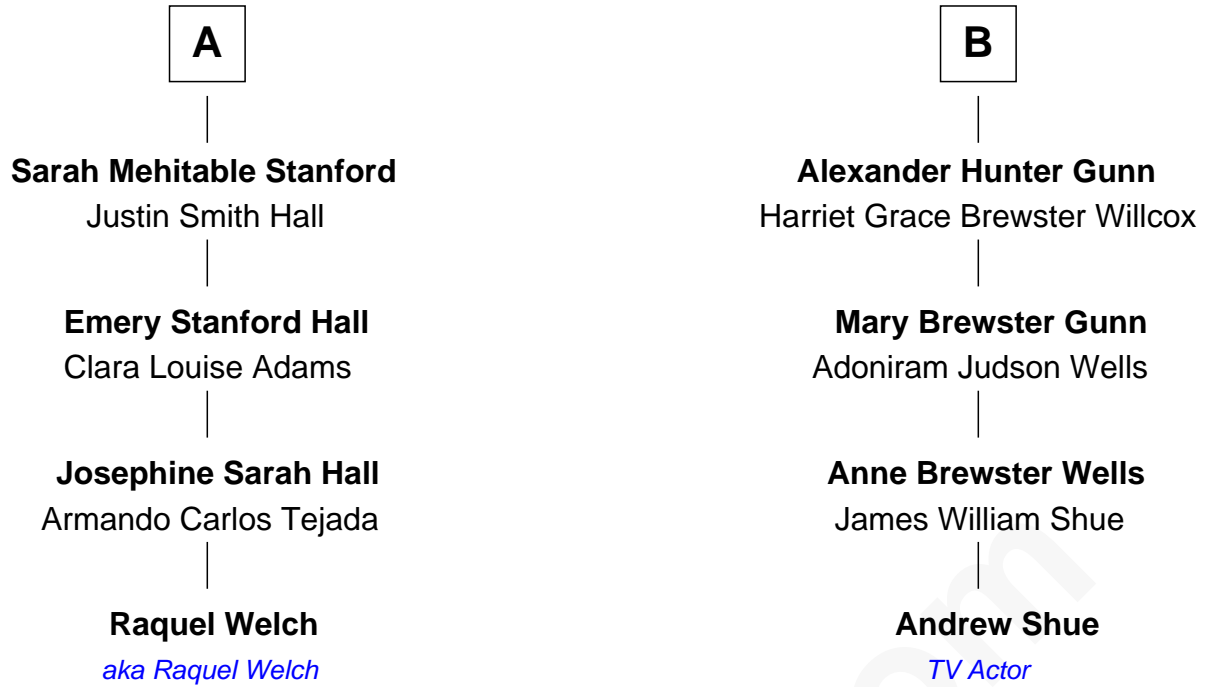 A
B
Sarah Mehitable Stanford
Justin Smith Hall
Alexander Hunter Gunn
Harriet Grace Brewster Willcox
Emery Stanford Hall
Clara Louise Adams
Mary Brewster Gunn
Adoniram Judson Wells
Josephine Sarah Hall
Armando Carlos Tejada
Anne Brewster Wells
James William Shue
Raquel Welch
aka Raquel Welch
Andrew Shue
TV Actor
om